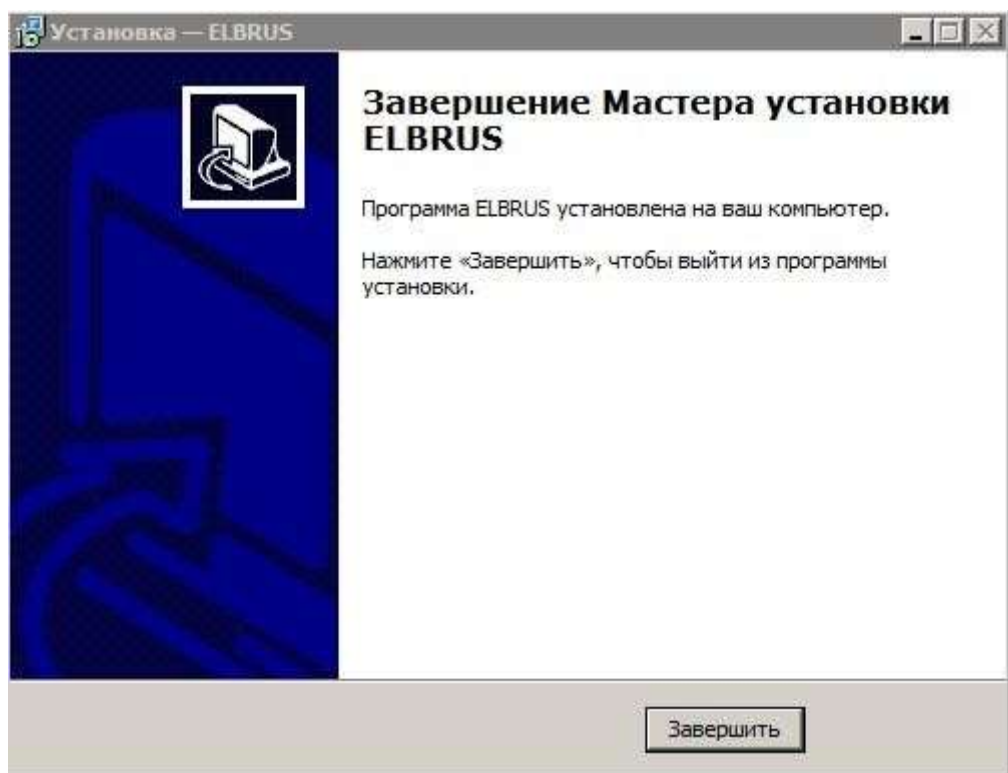 Установка — ELBRUS
Завершение Мастера установки
ELBRUS
Программа ELBRUS установлена на ваш компьютер.
Нажмите «Завершить», чтобы выйти из программы
установки.
Завершить